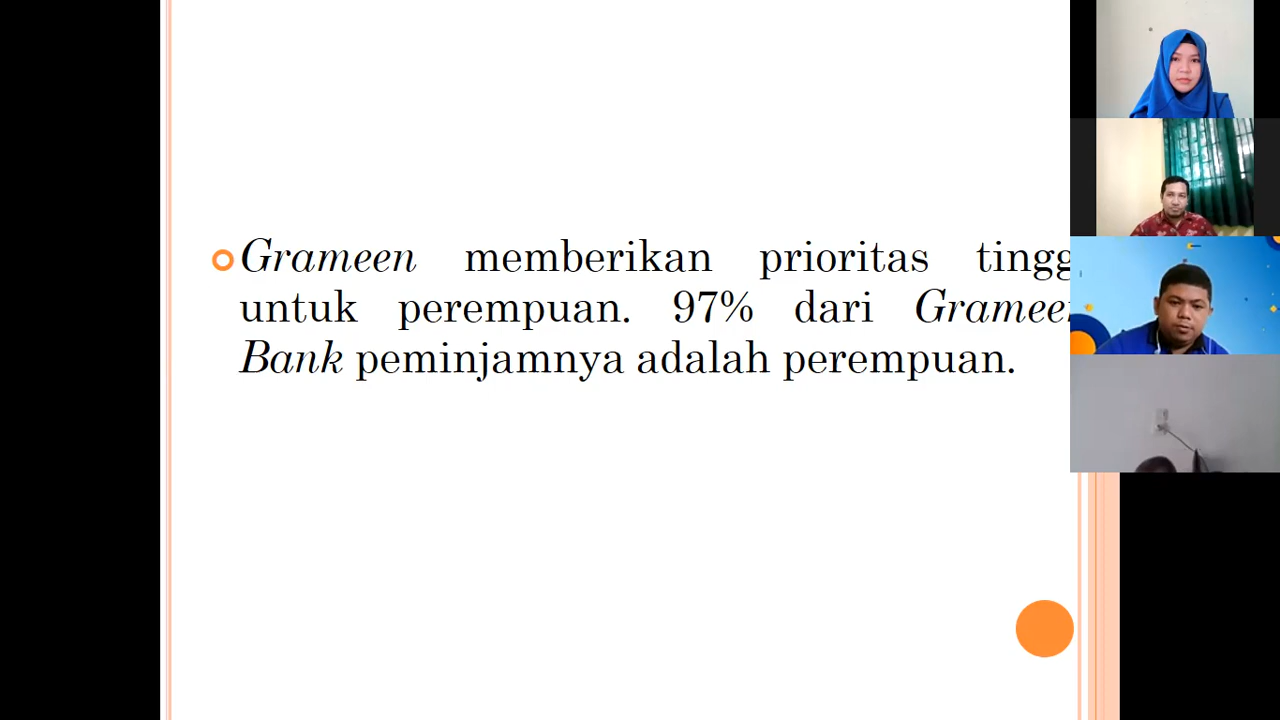 Grameen memberikan prioritas tingg
untuk perempuan. 97% dari Grameen
Bank peminjamnya adalah perempuan.